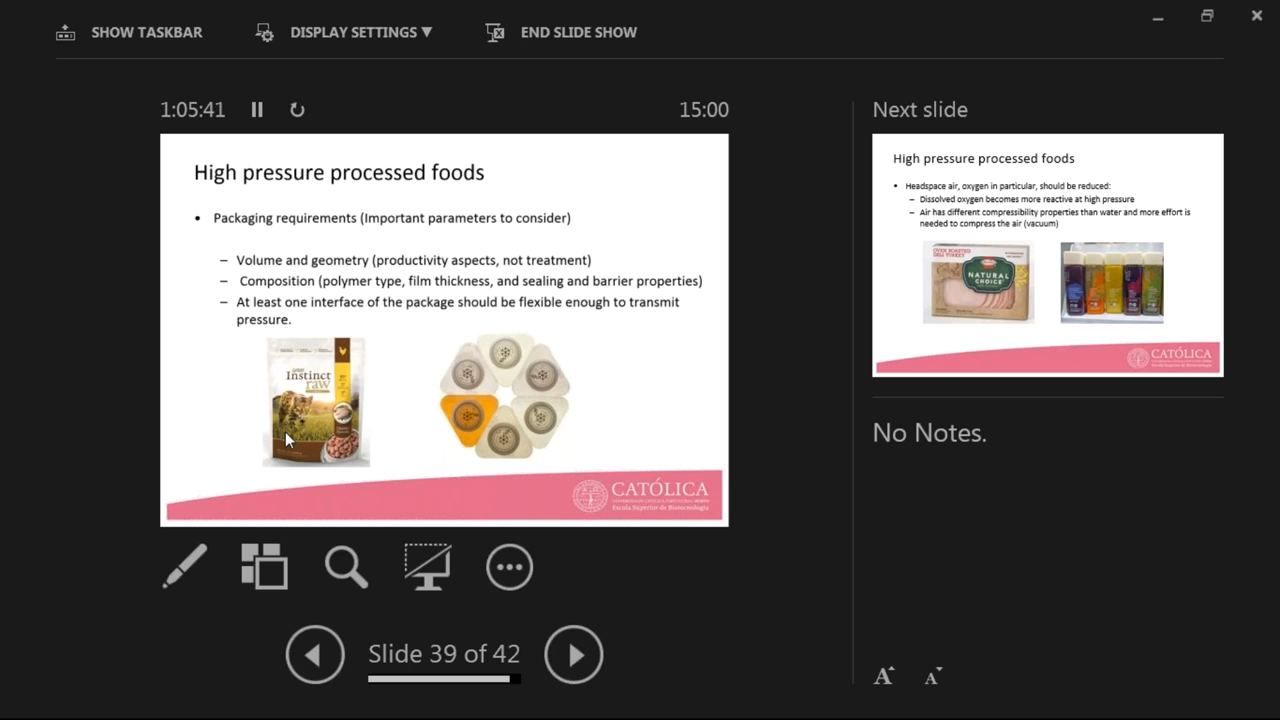 SHOW TASKBAR
DISPLAY SETTINGS ▼
END SLIDE SHOW
1:05:41
15:00
High pressure processed foods
• Packaging requirements (Important parameters to consider)
– Volume and geometry (productivity aspects, not treatment)
– Composition (polymer type, film thickness, and sealing and barrier properties)
– At least one interface of the package should be flexible enough to transmit
pressure.
Instinct
raw
CATÓLICA
Escola Superior de Biotecnologia
Slide 39 of 42
Next slide
High pressure processed foods
• Headspace air, oxygen in particular, should be reduced:
– Dissolved oxygen becomes more reactive at high pressure
– Air has different compressibility properties than water and more effort is
needed to compress the air (vacuum)
OVEN ROASTED
DELI TURKEY
NATURAL
CHOICE
CATÓLICA
No Notes.
A A